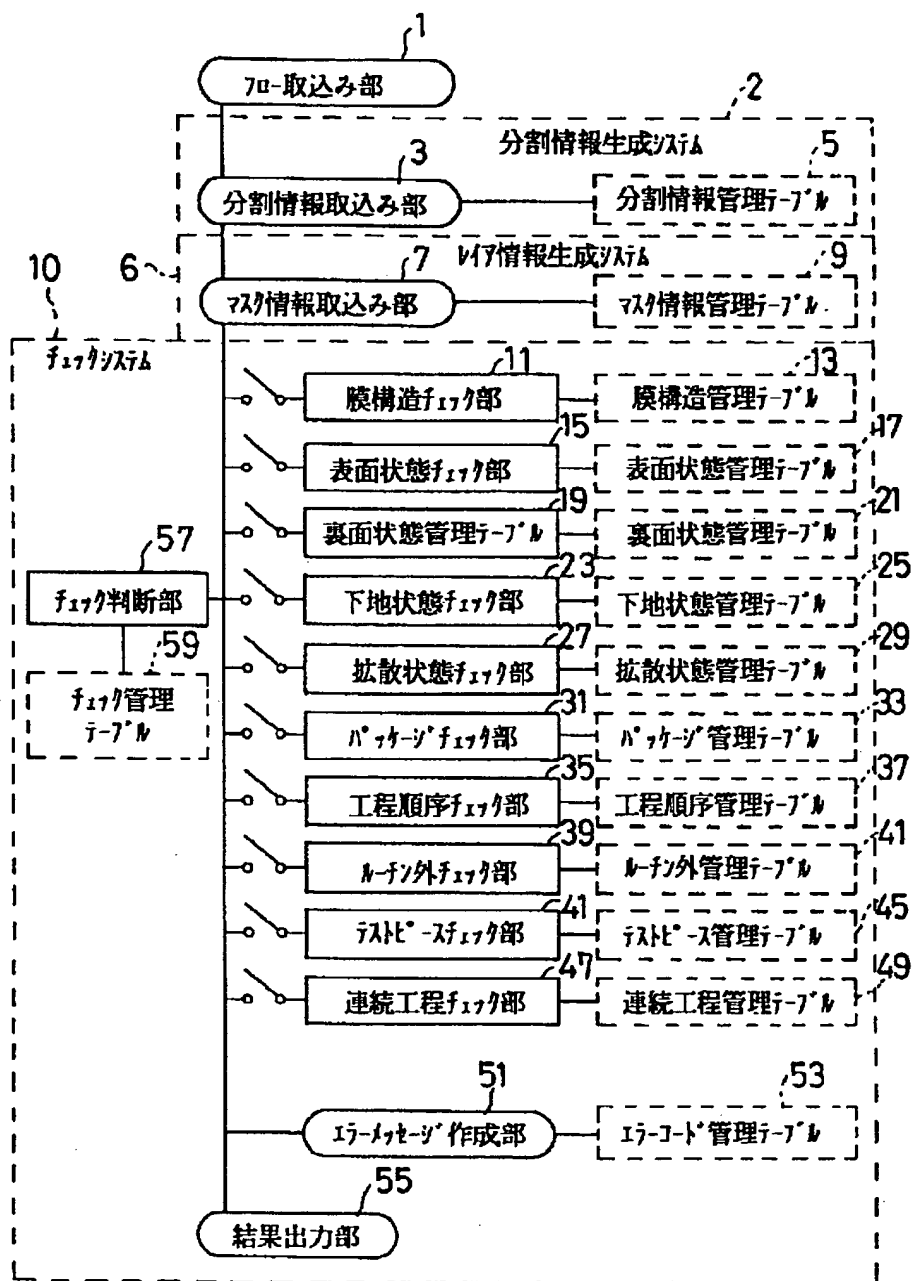 1
フロー取込み部
2
分割情報生成システム
3
5
分割情報取込み部
分割情報管理テーブル
10
6
7
レイア情報生成システム
9
マスク情報取込み部
マスク情報管理テーブル
チェックシステム
11
13
膜構造チェック部
膜構造管理テーブル
15
17
表面状態チェック部
表面状態管理テーブル
19
21
裏面状態管理テーブル
裏面状態管理テーブル
57
23
25
チェック判断部
下地状態チェック部
下地状態管理テーブル
59
27
29
拡散状態チェック部
拡散状態管理テーブル
チェック管理
テーブル
31
33
パッケージチェック部
パッケージ管理テーブル
35
37
工程順序チェック部
工程順序管理テーブル
39
41
ルーチン外チェック部
ルーチン外管理テーブル
41
45
テストピースチェック部
テストピース管理テーブル
47
49
連続工程チェック部
連続工程管理テーブル
51
53
エラーメッセージ作成部
エラーコード管理テーブル
55
結果出力部